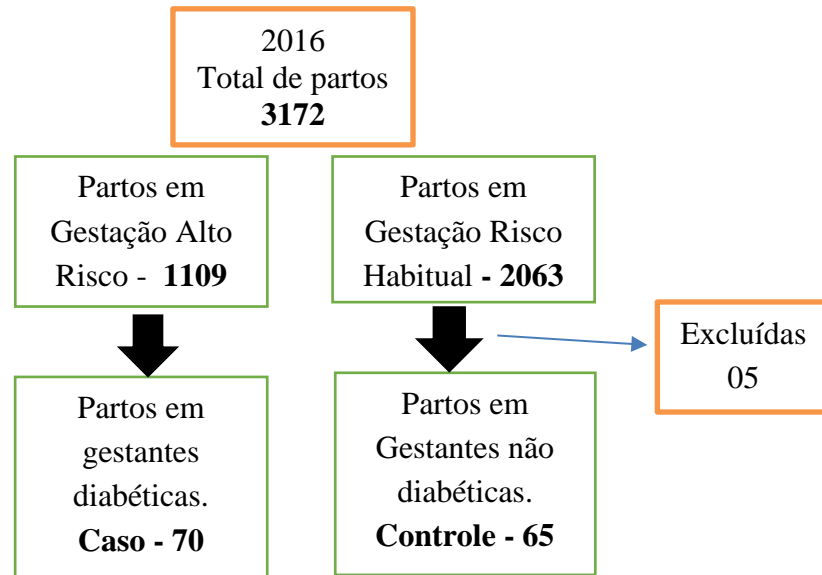 2016
Total de partos
3172
Partos em
Gestação Alto
Risco - 1109
Partos em
Gestação Risco
Habitual - 2063
Excluídas
05
Partos em
gestantes
diabéticas.
Caso - 70
Partos em
Gestantes não
diabéticas.
Controle - 65